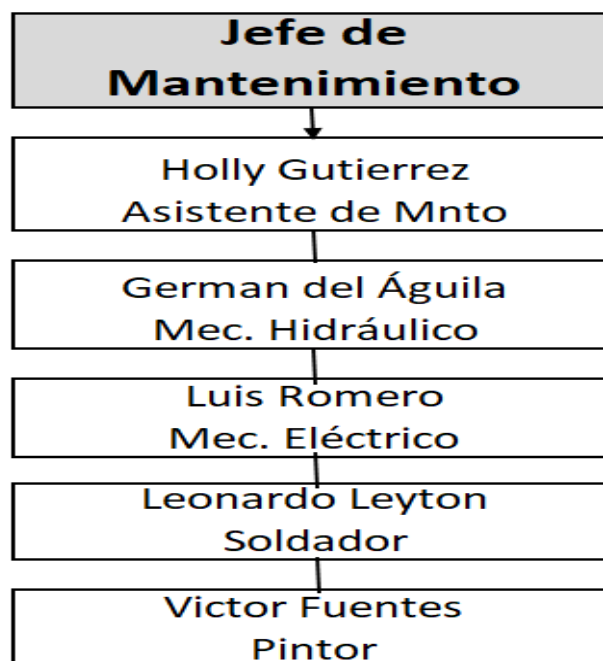 Jefe de
Mantenimiento
Holly Gutierrez
Asistente de Mnto
German del Águila
Mec. Hidráulico
Luis Romero
Mec. Eléctrico
Leonardo Leyton
Soldador
Victor Fuentes
Pintor